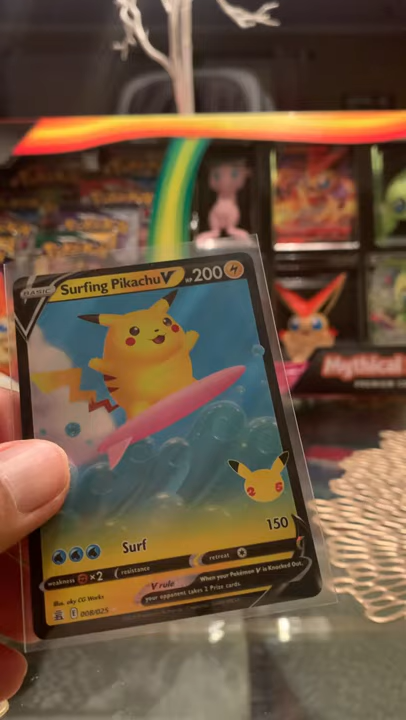 Mythical
BASIC
Surfing Pikachu V HP 200
Surf 150
weakness ×2 resistance retreat
V rule When your Pokémon V is Knocked Out,
your opponent takes 2 Prize cards.
Illus. sky CG Works
E 008/025